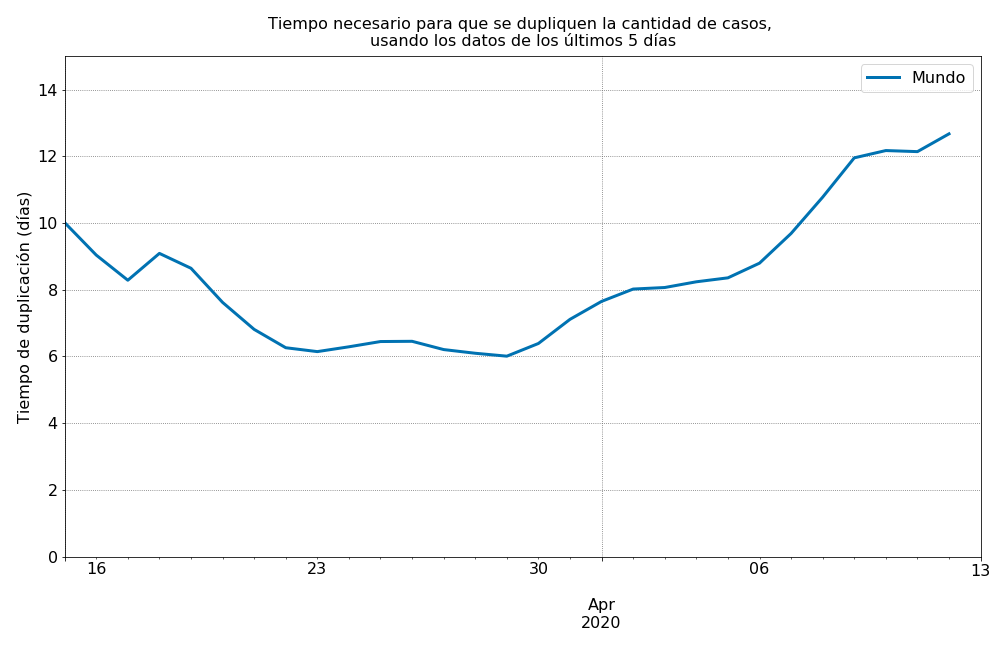 Tiempo necesario para que se dupliquen la cantidad de casos,
usando los datos de los últimos 5 días
Mundo
Tiempo de duplicación (días)
14
12
10
8
6
4
2
0
16
23
30
06
13
Apr
2020